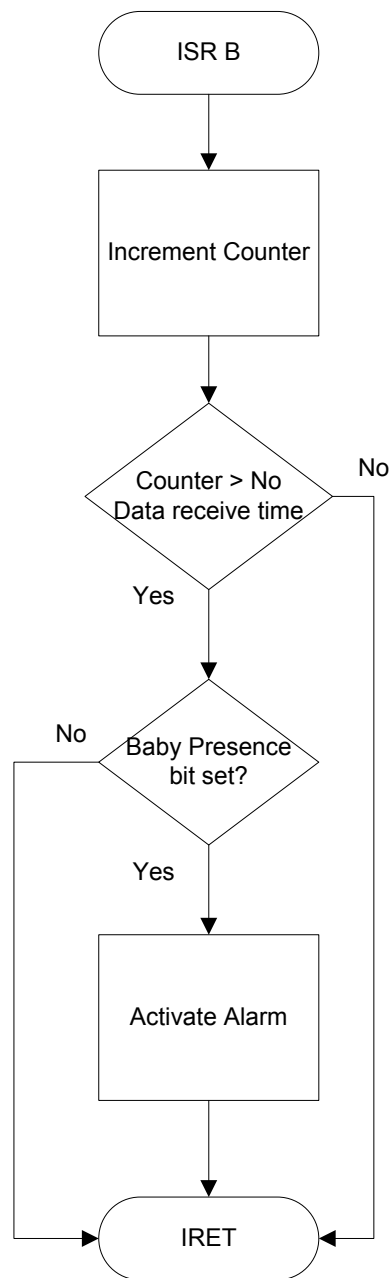 ISR B
Increment Counter
Counter > No
Data receive time
No
Yes
No
Baby Presence
bit set?
Yes
Activate Alarm
IRET